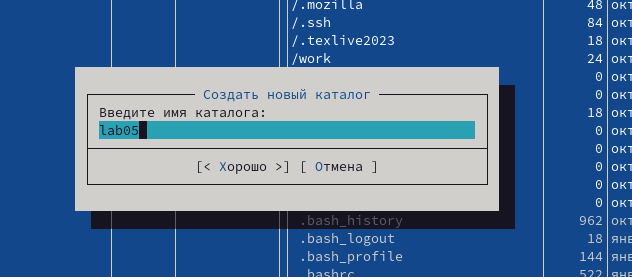 /.mozilla 48 окт
/.ssh 84 окт
/.texlive2023 18 окт
/work 24 окт
0 окт
Создать новый каталог
0 окт
Введите имя каталога:
18 окт
lab05
0 окт
0 окт
[< Хорошо >] [ Отмена ]
0 окт
0 окт
0 окт
.bash_history 962 окт
.bash_logout 18 янв
.bash_profile 144 янв
.bashrc 522 янв